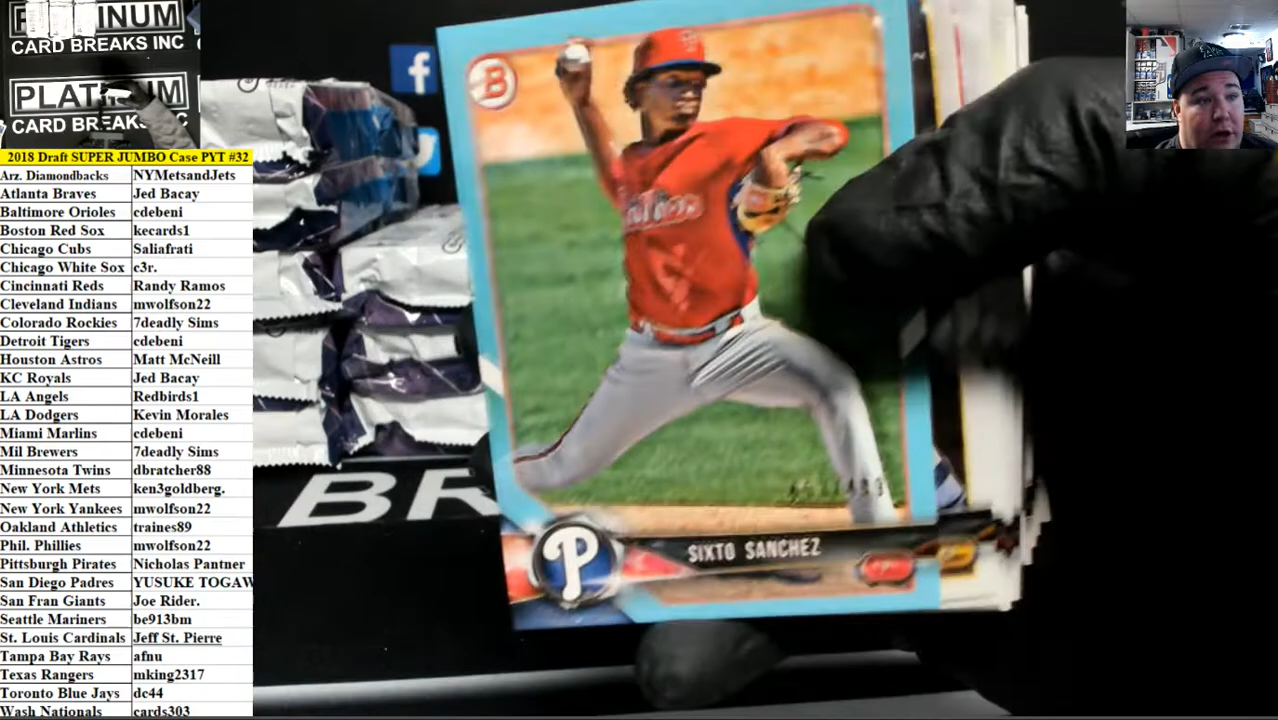 PLATINUM
CARD BREAKS INC
PLATINUM
CARD BREAKS INC
2018 Draft SUPER JUMBO Case PYT #32
Arz. Diamondbacks NYMetsandJets
Atlanta Braves Jed Bacay
Baltimore Orioles cdebeni
Boston Red Sox kecards1
Chicago Cubs Saliafrati
Chicago White Sox c3r.
Cincinnati Reds Randy Ramos
Cleveland Indians mwolfson22
Colorado Rockies 7deadly Sims
Detroit Tigers cdebeni
Houston Astros Matt McNeill
KC Royals Jed Bacay
LA Angels Redbirds1
LA Dodgers Kevin Morales
Miami Marlins cdebeni
Mil Brewers 7deadly Sims
Minnesota Twins dbratcher88
New York Mets ken3goldberg.
New York Yankees mwolfson22
Oakland Athletics traines89
Phil. Phillies mwolfson22
Pittsburgh Pirates Nicholas Pantner
San Diego Padres YUSUKE TOGAW
San Fran Giants Joe Rider.
Seattle Mariners be913bm
St. Louis Cardinals Jeff St. Pierre
Tampa Bay Rays afnu
Texas Rangers mking2317
Toronto Blue Jays dc44
Wash Nationals cards303
f
B
Phillies
P
SIXTO SANCHEZ
P
BR